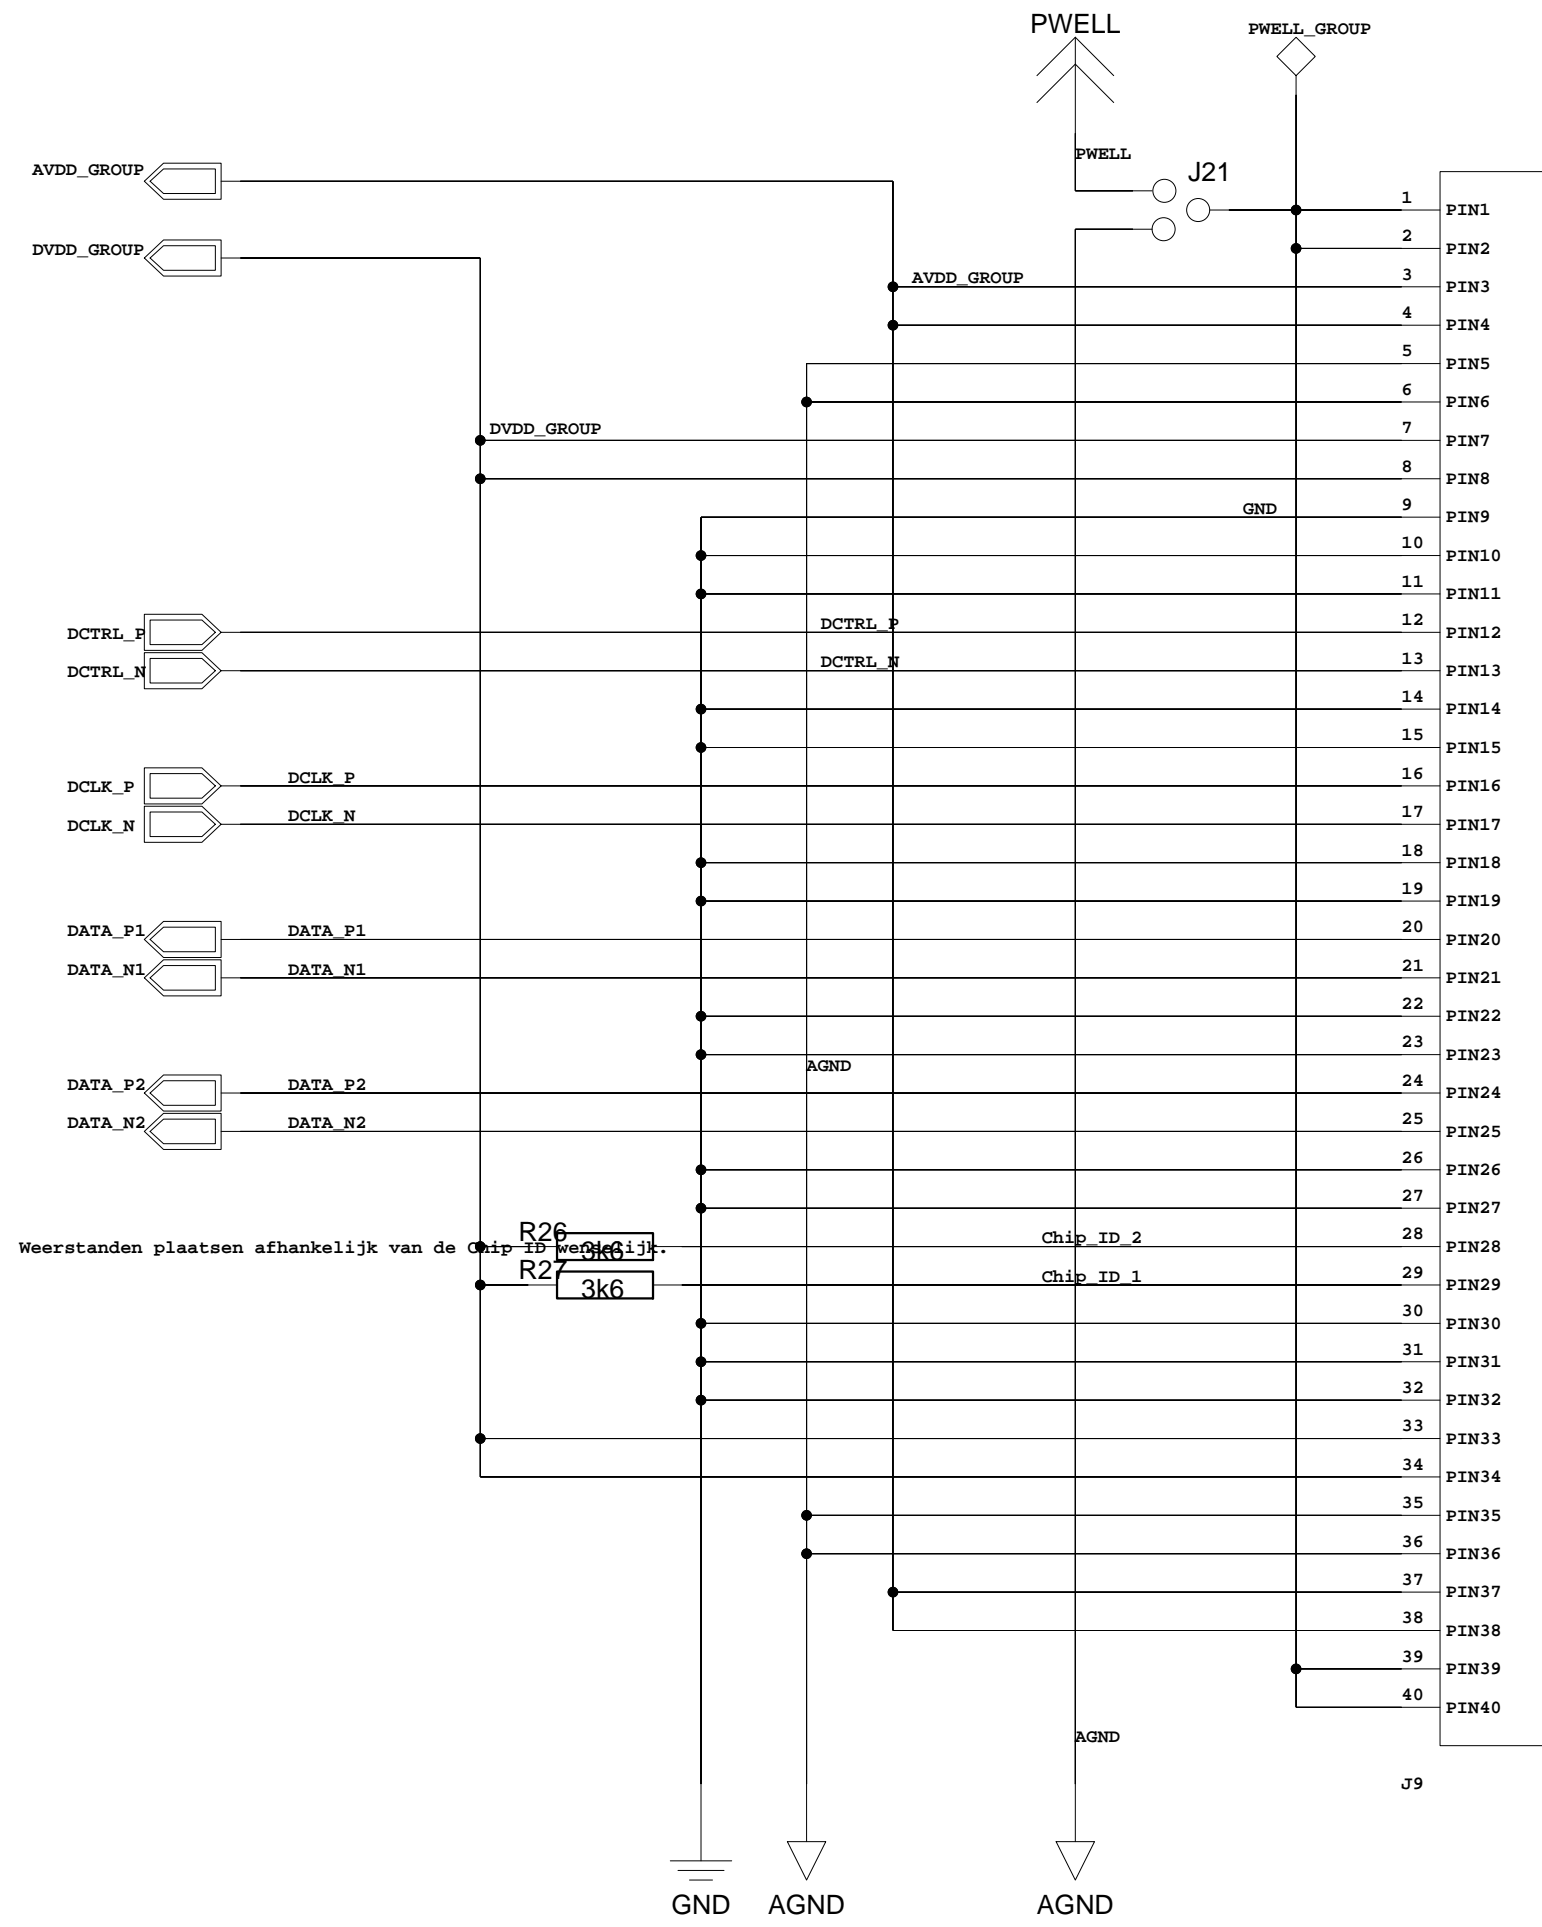 PWELL
PWELL_GROUP
PWELL
AVDD_GROUP
J21
1
PIN1
2
PIN2
DVDD_GROUP
AVDD_GROUP
3
PIN3
4
PIN4
5
PIN5
6
PIN6
DVDD_GROUP
7
PIN7
8
PIN8
GND
9
PIN9
10
PIN10
11
PIN11
DCTRL_P
DCTRL_P
12
PIN12
DCTRL_N
DCTRL_N
13
PIN13
14
PIN14
15
PIN15
DCLK_P
DCLK_P
16
PIN16
DCLK_N
DCLK_N
17
PIN17
18
PIN18
19
PIN19
DATA_P1
DATA_P1
20
PIN20
DATA_N1
DATA_N1
21
PIN21
22
PIN22
23
PIN23
AGND
DATA_P2
DATA_P2
24
PIN24
DATA_N2
DATA_N2
25
PIN25
26
PIN26
27
PIN27
R26
3k6
Weerstanden plaatsen afhankelijk van de Chip ID wenselijk.
Chip_ID_2
28
PIN28
R27
3k6
Chip_ID_1
29
PIN29
30
PIN30
31
PIN31
32
PIN32
33
PIN33
34
PIN34
35
PIN35
36
PIN36
37
PIN37
38
PIN38
39
PIN39
40
PIN40
AGND
J9
GND
AGND
AGND